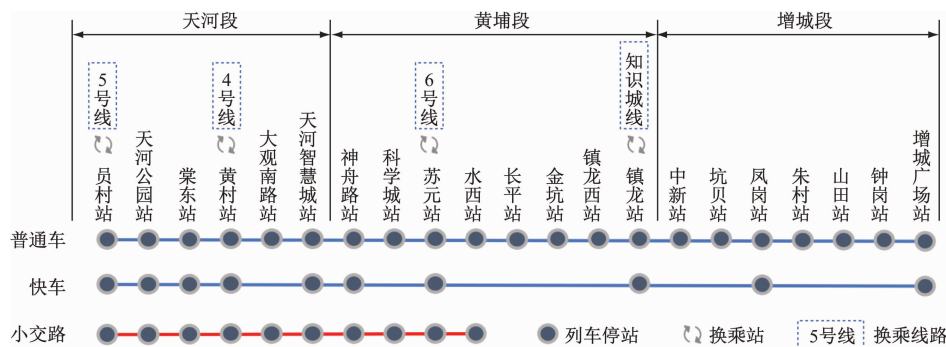 天河段
黄埔段
增城段
5号线
4号线
6号线
知识城线
员村站
天河公园站
棠东站
黄村站
大观南路站
天河智慧城站
神舟路站
科学城站
苏元站
水西站
长平站
金坑站
镇龙西站
镇龙站
中新站
坑贝站
凤岗站
朱村站
山田站
钟岗站
增城广场站
普通车
快车
小交路
列车停站
换乘站
5号线
换乘线路